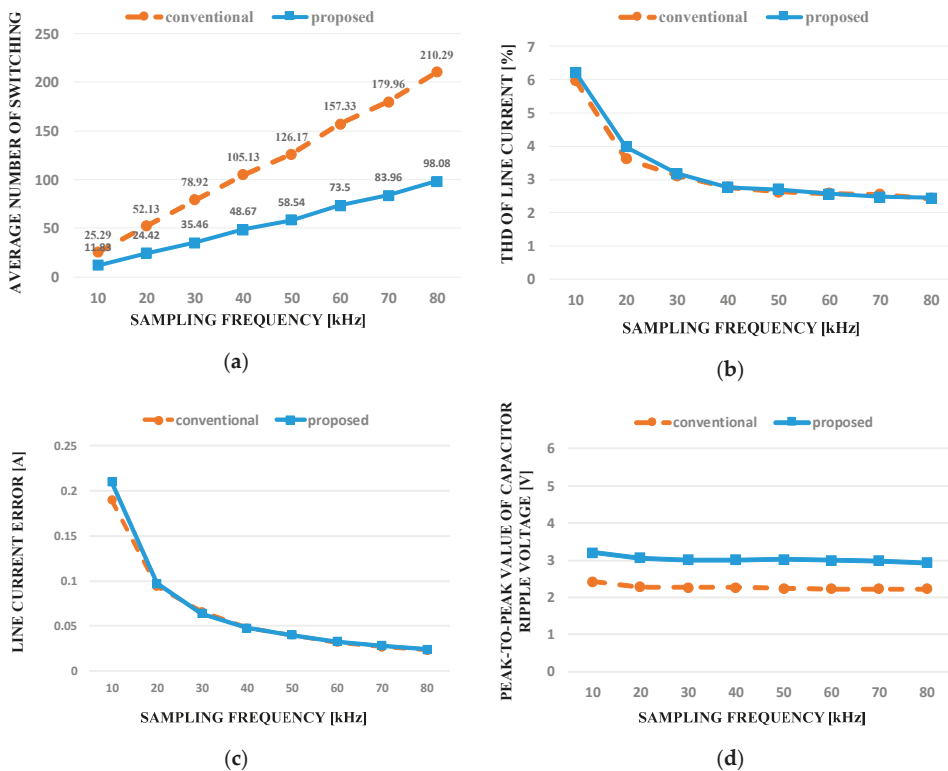 conventional proposed
AVERAGE NUMBER OF SWITCHING
250
200
150
100
50
0
25.29
52.13
78.92
105.13
126.17
157.33
179.96
210.29
11.83
24.42
35.46
48.67
58.54
73.5
83.96
98.08
10 20 30 40 50 60 70 80
SAMPLING FREQUENCY [kHz]
(a)
conventional proposed
THD OF LINE CURRENT [%]
7
6
5
4
3
2
1
0
10 20 30 40 50 60 70 80
SAMPLING FREQUENCY [kHz]
(b)
conventional proposed
LINE CURRENT ERROR [A]
0.25
0.2
0.15
0.1
0.05
0
10 20 30 40 50 60 70 80
SAMPLING FREQUENCY [kHz]
(c)
conventional proposed
PEAK-TO-PEAK VALUE OF CAPACITOR
RIPPLE VOLTAGE [V]
6
5
4
3
2
1
0
10 20 30 40 50 60 70 80
SAMPLING FREQUENCY [kHz]
(d)